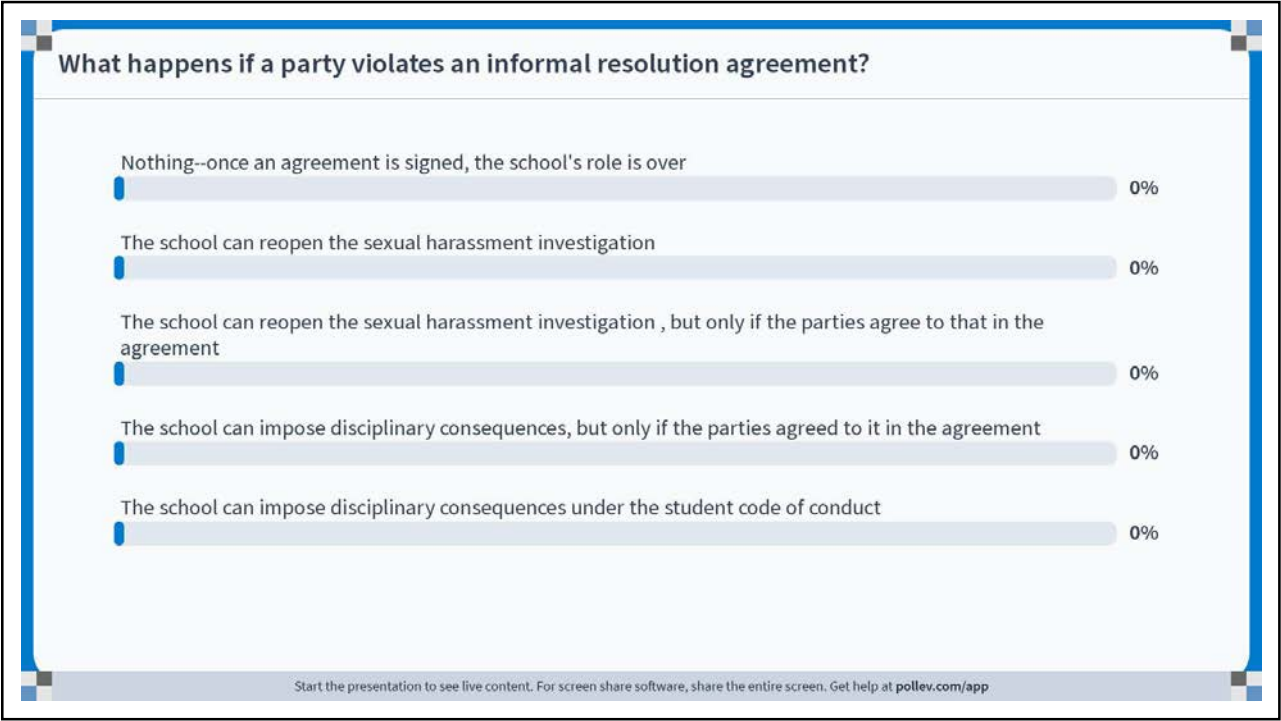 What happens if a party violates an informal resolution agreement?
Nothing--once an agreement is signed, the school's role is over
0%
The school can reopen the sexual harassment investigation
0%
The school can reopen the sexual harassment investigation , but only if the parties agree to that in the
agreement
0%
The school can impose disciplinary consequences, but only if the parties agreed to it in the agreement
0%
The school can impose disciplinary consequences under the student code of conduct
0%
Start the presentation to see live content. For screen share software, share the entire screen. Get help at pollev.com/app